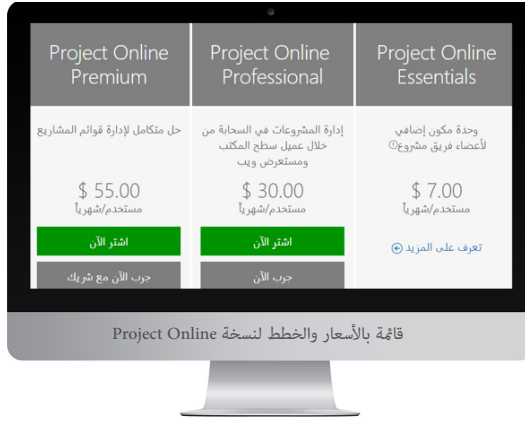 Project Online
Premium
حل متكامل لإدارة قوائم المشاريع
$ 55.00
مستخدم/شهرياً
اشتر الآن
جرب الآن مع شريك
Project Online
Professional
إدارة المشروعات في السحابة من
خلال عميل سطح المكتب
ومستعرض ويب
$ 30.00
مستخدم/شهرياً
اشتر الآن
جرب الآن
Project Online
Essentials
وحدة مكون إضافي
لأعضاء فريق مشروع
$ 7.00
مستخدم/شهرياً
تعرف على المزيد
قائمة بالأسعار والخطط لنسخة Project Online